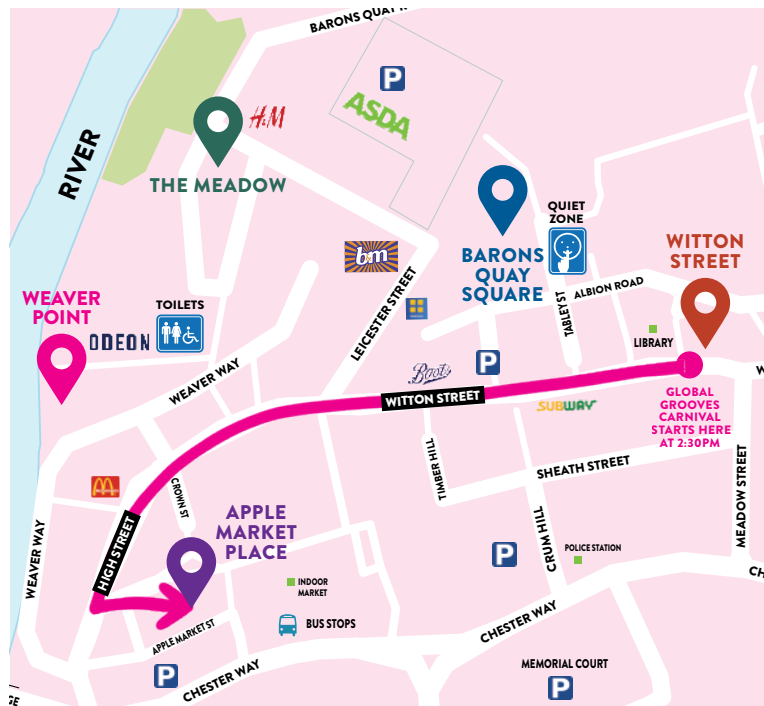 BARONS QUAY
P
ASDA
H&M
RIVER
THE MEADOW
QUIET
ZONE
BARONS
QUAY
SQUARE
WITTON
STREET
b&m
WEAVER
POINT
TOILETS
ODEON
LEICESTER STREET
TABLEY ST
ALBION ROAD
LIBRARY
WEAVER WAY
Boots
P
WITTON STREET
SUBWAY
W
GLOBAL
GROOVES
CARNIVAL
STARTS HERE
AT 2:30PM
TIMBER HILL
SHEATH STREET
MEADOW STREET
CROWN ST
APPLE
MARKET
PLACE
HIGH STREET
WEAVER WAY
CRUM HILL
P
POLICE STATION
CH
INDOOR
MARKET
BUS STOPS
APPLE MARKET ST
CHESTER WAY
P
CHESTER WAY
MEMORIAL COURT
P
GE